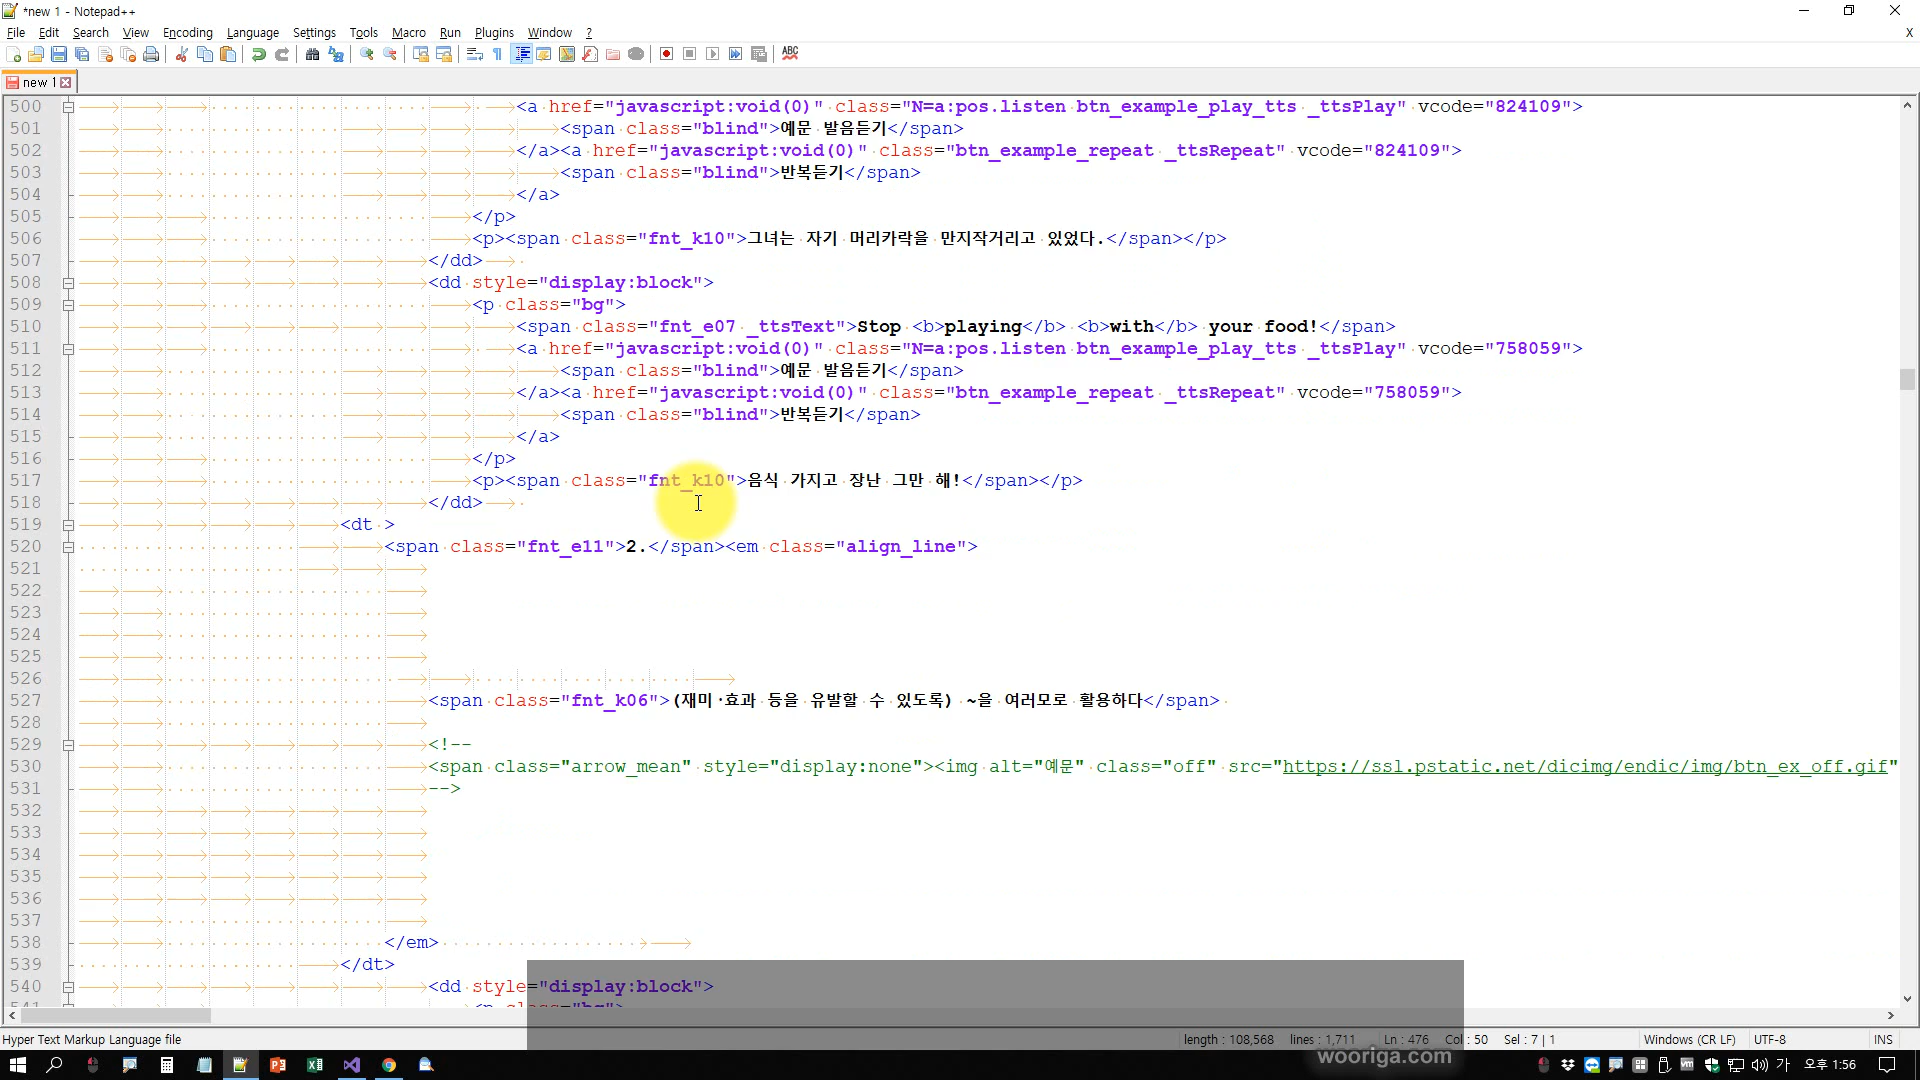 *new 1 - Notepad++
File Edit Search View Encoding Language Settings Tools Macro Run Plugins Window ? X
new 1
500 <a href="javascript:void(0)" class="N=a:pos.listen btn_example_play_tts _ttsPlay" vcode="824109">
501 <span class="blind">예문 발음듣기</span>
502 </a><a href="javascript:void(0)" class="btn_example_repeat _ttsRepeat" vcode="824109">
503 <span class="blind">반복듣기</span>
504 </a>
505 </p>
506 <p><span class="fnt_k10">그녀는 자기 머리카락을 만지작거리고 있었다.</span></p>
507 </dd>
508 <dd style="display:block">
509 <p class="bg">
510 <span class="fnt_e07 _ttsText">Stop <b>playing</b> <b>with</b> your food!</span>
511 <a href="javascript:void(0)" class="N=a:pos.listen btn_example_play_tts _ttsPlay" vcode="758059">
512 <span class="blind">예문 발음듣기</span>
513 </a><a href="javascript:void(0)" class="btn_example_repeat _ttsRepeat" vcode="758059">
514 <span class="blind">반복듣기</span>
515 </a>
516 </p>
517 <p><span class="fnt_k10">음식 가지고 장난 그만 해!</span></p>
518 </dd>
519 <dt >
520 <span class="fnt_e11">2.</span><em class="align_line">
521
522
523
524
525
526
527 <span class="fnt_k06">(재미·효과 등을 유발할 수 있도록) ~을 여러모로 활용하다</span>
528
529 <!--
530 <span class="arrow_mean" style="display:none"><img alt="예문" class="off" src="https://ssl.pstatic.net/dicimg/endic/img/btn_ex_off.gif"
531 -->
532
533
534
535
536
537
538 </em>
539 </dt>
540 <dd style="display:block">
541 <p class="bg">
Hyper Text Markup Language file length : 108,568 lines : 1,711 Ln : 476 Col : 50 Sel : 7 | 1 Windows (CR LF) UTF-8 INS
wooriga.com
오후 1:56